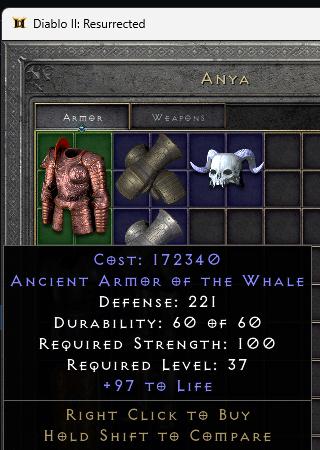 Diablo II: Resurrected
Anya
Armor Weapons
Cost: 172340
Ancient Armor of the Whale
Defense: 221
Durability: 60 of 60
Required Strength: 100
Required Level: 37
+97 to Life
Right Click to Buy
Hold Shift to Compare